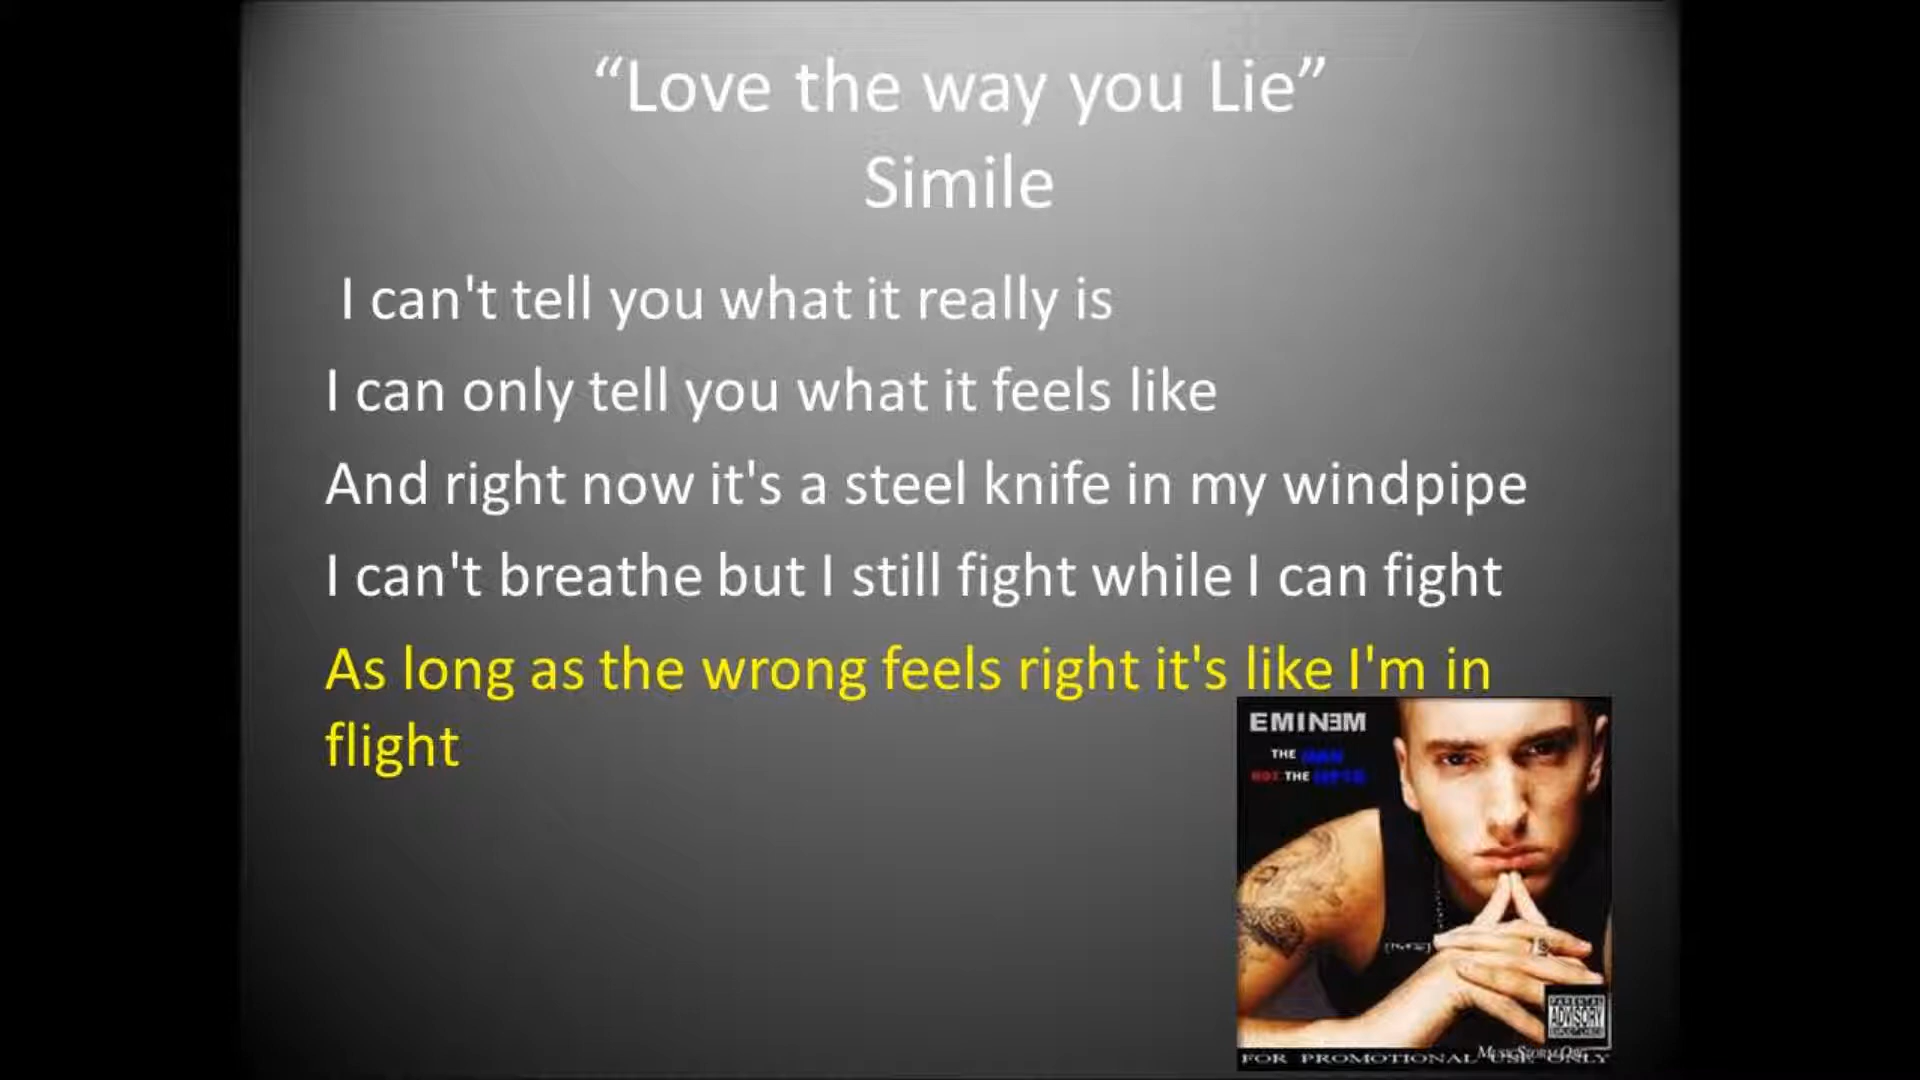 “Love the way you Lie”
Simile
I can't tell you what it really is
I can only tell you what it feels like
And right now it's a steel knife in my windpipe
I can't breathe but I still fight while I can fight
As long as the wrong feels right it's like I'm in
flight
EMINEM
THE MAN
NOT THE
PARENTAL
ADVISORY
EXPLICIT LYRICS
FOR PROMOTIONAL USE ONLY